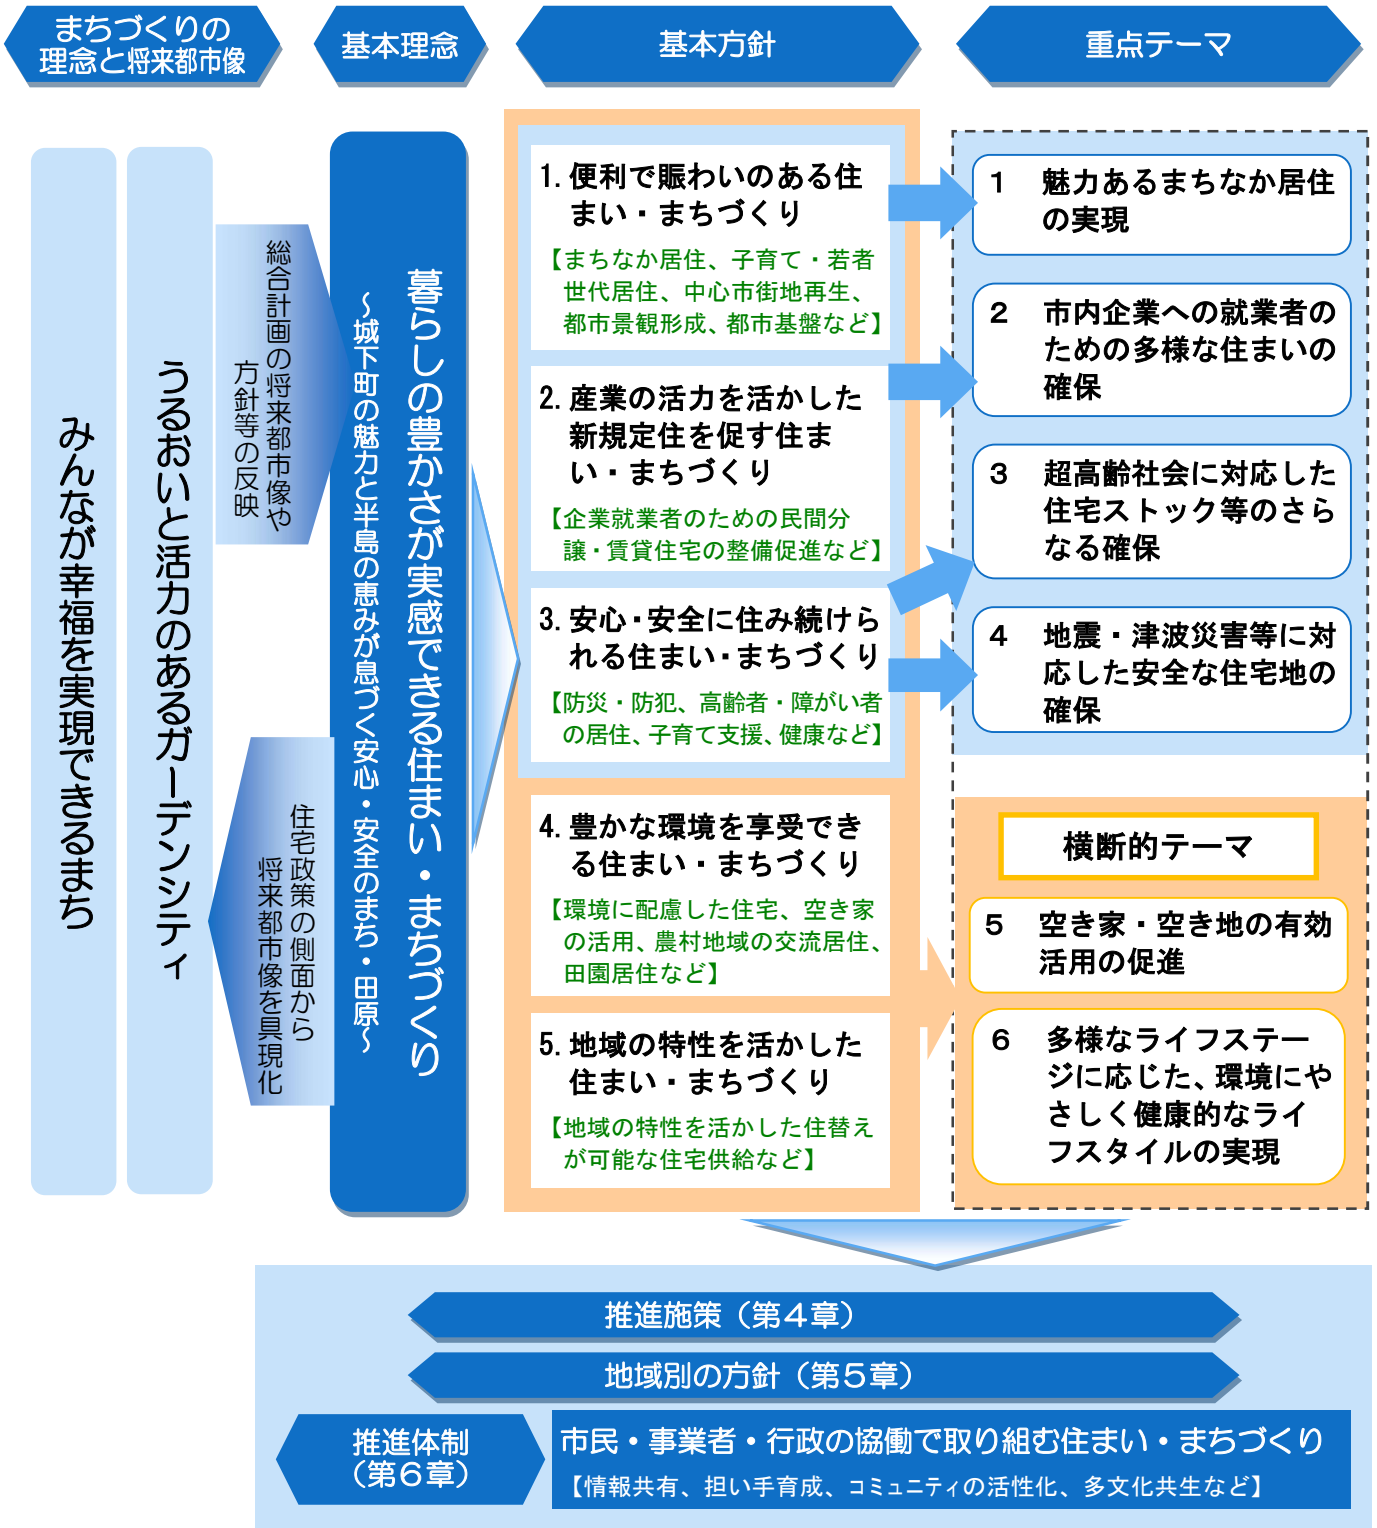 まちづくりの
理念と将来都市像
基本理念
基本方針
重点テーマ
みんなが幸福を実現できるまち
うるおいと活力のあるガーデンシティ
総合計画の将来都市像や
方針等の反映
住宅政策の側面から
将来都市像を具現化
暮らしの豊かさが実感できる住まい・まちづくり
～城下町の魅力と半島の恵みが息づく安心・安全のまち・田原～
1. 便利で賑わいのある住
まい・まちづくり
【まちなか居住、子育て・若者
世代居住、中心市街地再生、
都市景観形成、都市基盤など】
2. 産業の活力を活かした
新規定住を促す住ま
い・まちづくり
【企業就業者のための民間分
譲・賃貸住宅の整備促進など】
3. 安心・安全に住み続けら
れる住まい・まちづくり
【防災・防犯、高齢者・障がい者
の居住、子育て支援、健康など】
4. 豊かな環境を享受でき
る住まい・まちづくり
【環境に配慮した住宅、空き家
の活用、農村地域の交流居住、
田園居住など】
5. 地域の特性を活かした
住まい・まちづくり
【地域の特性を活かした住替え
が可能な住宅供給など】
１　魅力あるまちなか居住
の実現
２　市内企業への就業者の
ための多様な住まいの
確保
３　超高齢社会に対応した
住宅ストック等のさら
なる確保
４　地震・津波災害等に対
応した安全な住宅地の
確保
横断的テーマ
５　空き家・空き地の有効
活用の促進
６　多様なライフステー
ジに応じた、環境にや
さしく健康的なライ
フスタイルの実現
推進施策（第４章）
地域別の方針（第５章）
推進体制
（第６章）
市民・事業者・行政の協働で取り組む住まい・まちづくり
【情報共有、担い手育成、コミュニティの活性化、多文化共生など】